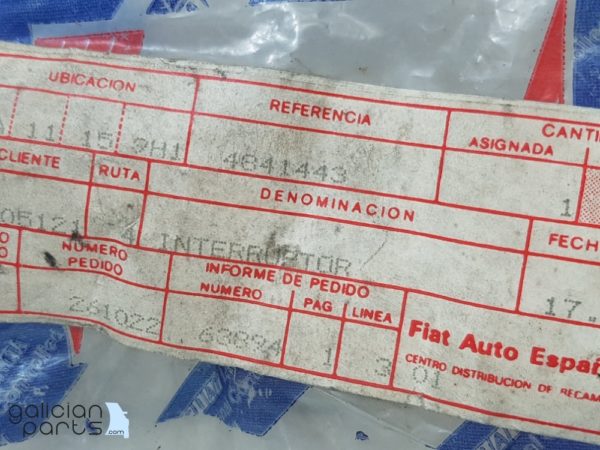 UBICACION REFERENCIA CANTI
ASIGNADA
11 15 9H1 4841443 1
CLIENTE RUTA DENOMINACION FECH
05121 4 INTERRUPTOR 17.
NUMERO PEDIDO INFORME DE PEDIDO
NUMERO PAG LINEA
261022 63894 1 3 01
Fiat Auto Españ
CENTRO DISTRIBUCION DE RECAM
galician
parts.com